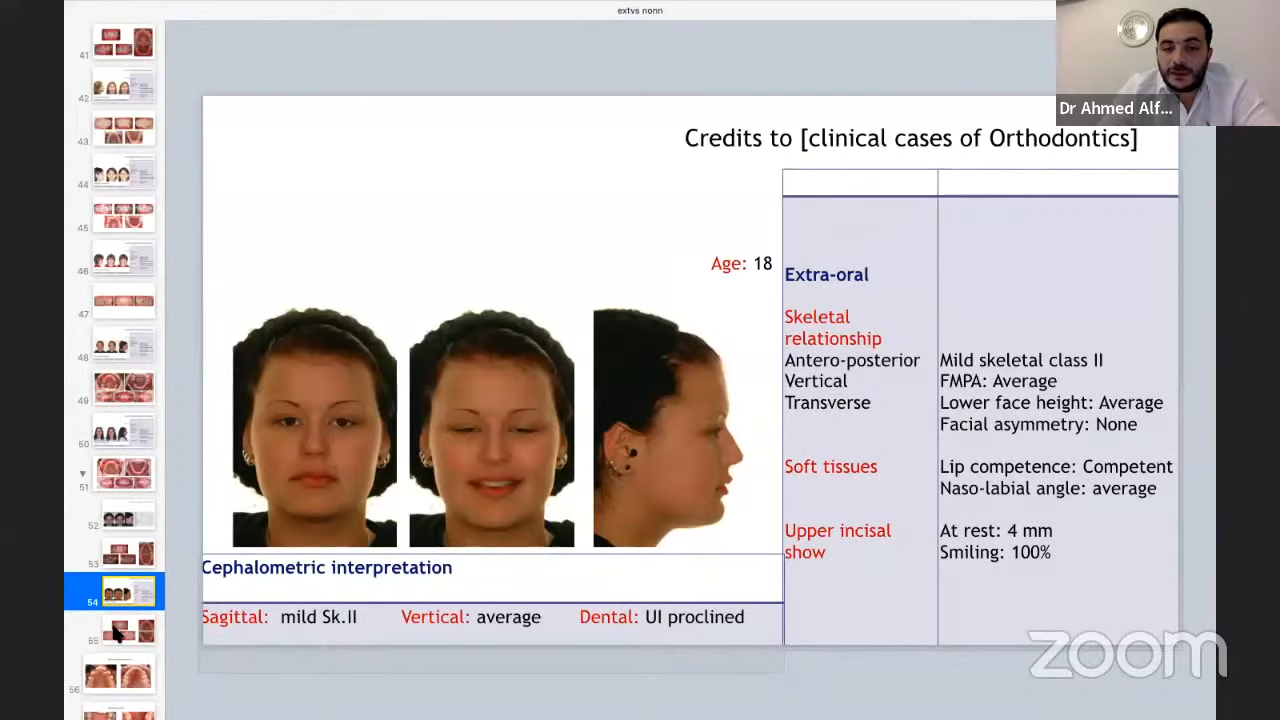 extvs nonn
Dr Ahmed Alf...
Credits to [clinical cases of Orthodontics]
Age: 18
Extra-oral
Skeletal
relationship
Antero-posterior Mild skeletal class II
Vertical FMPA: Average
Transverse Lower face height: Average
Facial asymmetry: None
Soft tissues Lip competence: Competent
Naso-labial angle: average
Upper incisal At rest: 4 mm
show Smiling: 100%
Cephalometric interpretation
Sagittal: mild Sk.II Vertical: average Dental: UI proclined
41
42
43
44
45
46
47
48
49
50
51
52
53
54
55
56
zoom